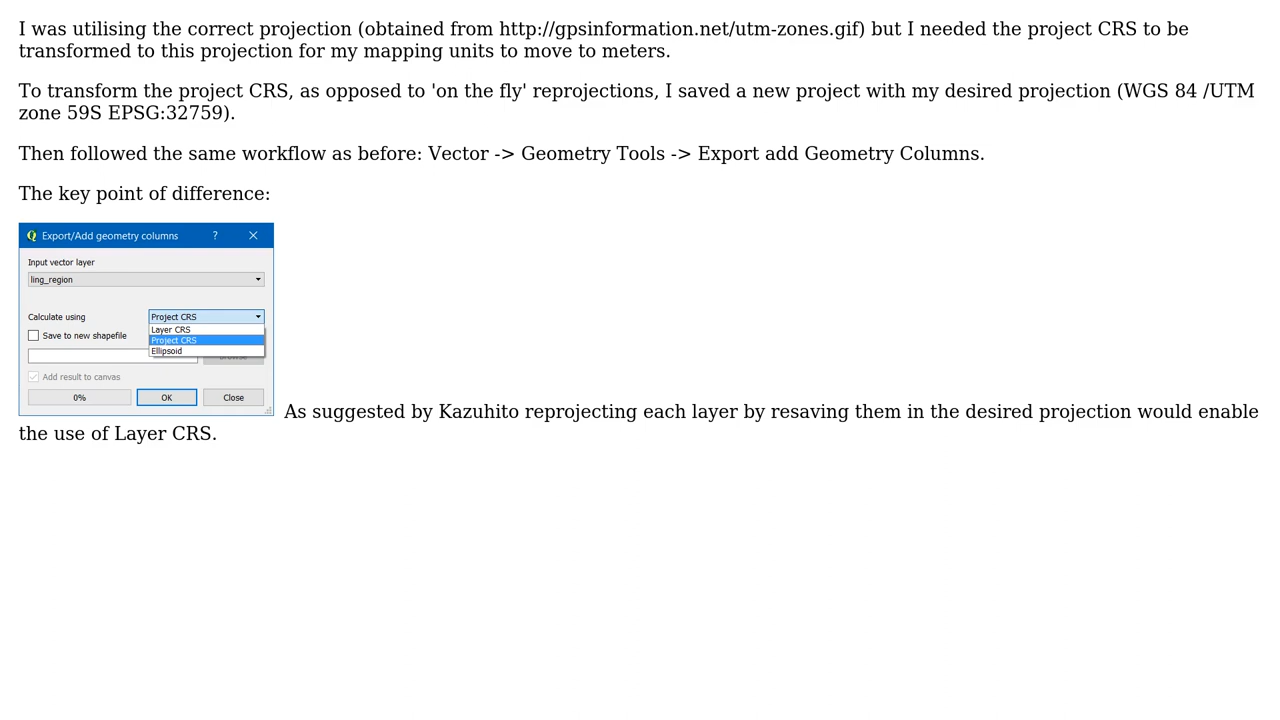 I was utilising the correct projection (obtained from http://gpsinformation.net/utm-zones.gif) but I needed the project CRS to be
transformed to this projection for my mapping units to move to meters.
To transform the project CRS, as opposed to 'on the fly' reprojections, I saved a new project with my desired projection (WGS 84 /UTM
zone 59S EPSG:32759).
Then followed the same workflow as before: Vector -> Geometry Tools -> Export add Geometry Columns.
The key point of difference:
Export/Add geometry columns
Input vector layer
ling_region
Calculate using Project CRS
Layer CRS
Save to new shapefile
Project CRS
Ellipsoid
Add result to canvas
0% OK Close
As suggested by Kazuhito reprojecting each layer by resaving them in the desired projection would enable
the use of Layer CRS.